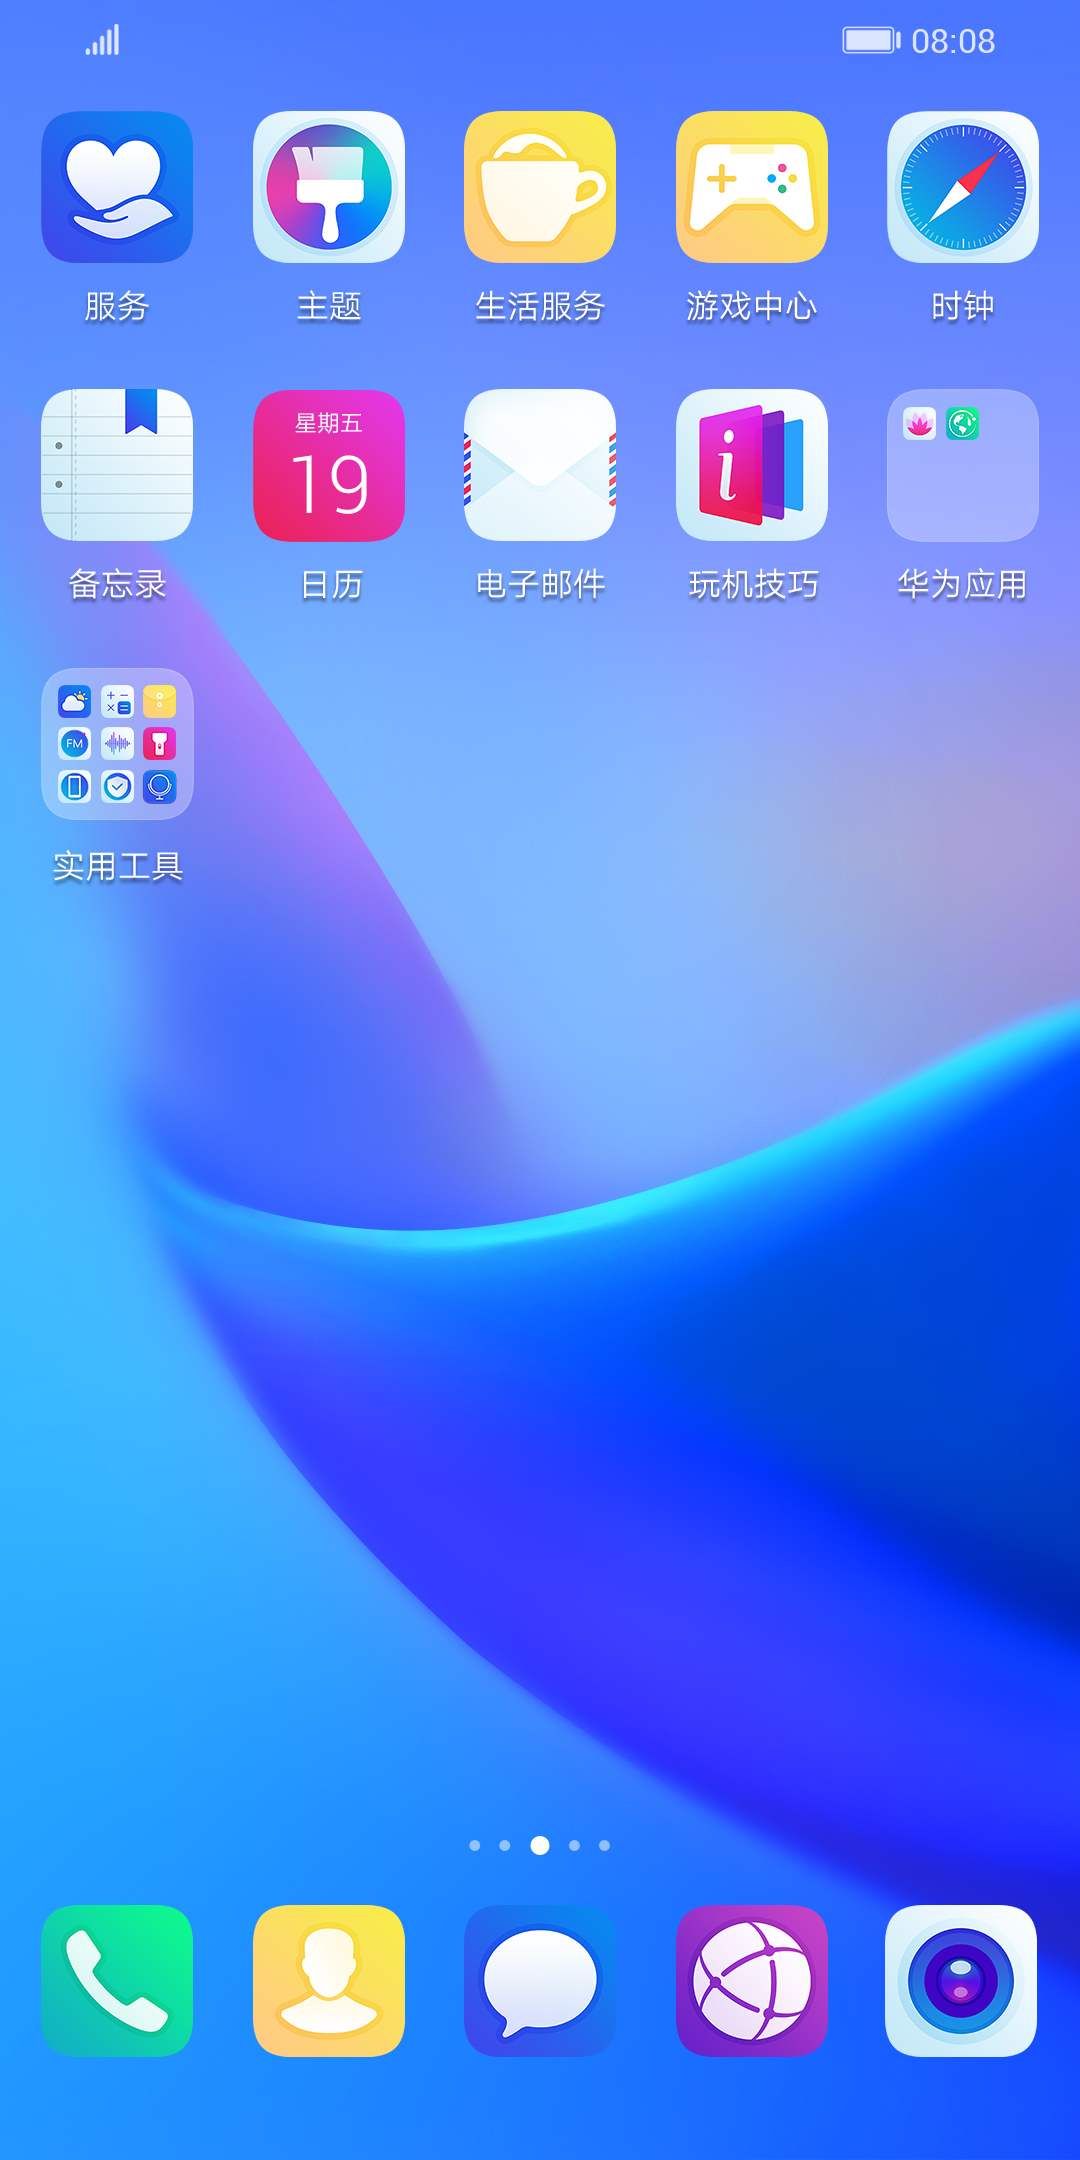 08:08
服务
主题
生活服务
游戏中心
时钟
星期五
19
备忘录
日历
电子邮件
玩机技巧
华为应用
FM
实用工具